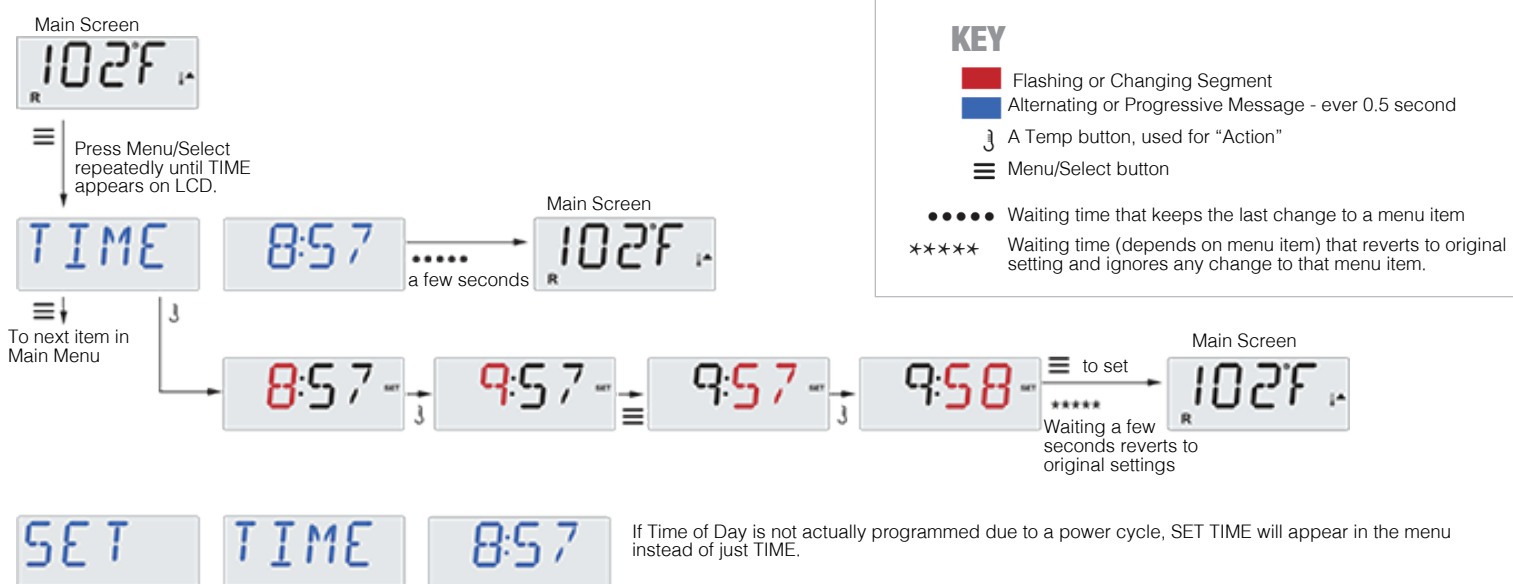 Main Screen
102°F
R
Press Menu/Select
repeatedly until TIME
appears on LCD.
TIME
8:57
a few seconds
Main Screen
102°F
R
To next item in
Main Menu
8:57 SET
9:57 SET
9:57 SET
9:58 SET
to set
*****
Waiting a few
seconds reverts to
original settings
Main Screen
102°F
R
SET
TIME
8:57
If Time of Day is not actually programmed due to a power cycle, SET TIME will appear in the menu
instead of just TIME.
KEY
Flashing or Changing Segment
Alternating or Progressive Message - ever 0.5 second
A Temp button, used for “Action”
Menu/Select button
••••• Waiting time that keeps the last change to a menu item
***** Waiting time (depends on menu item) that reverts to original
setting and ignores any change to that menu item.